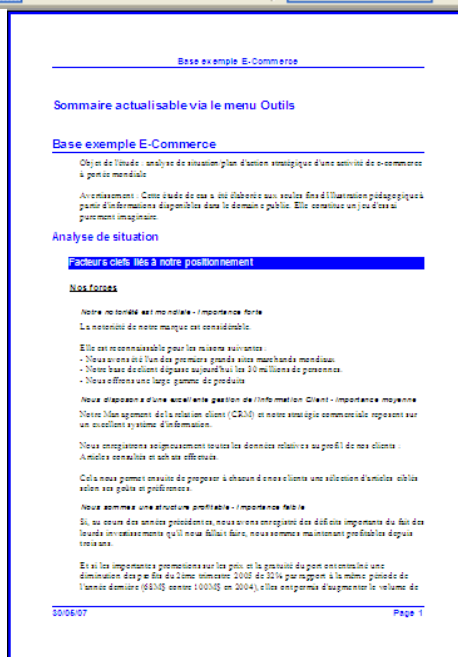 Base exemple E-Commerce
Sommaire actualisable via le menu Outils
Base exemple E-Commerce
Objet de l'étude : analyse de situation/plan d'action stratégique d'une activité de e-commerce
à portée mondiale
Avertissement : Cette étude de cas a été élaborée aux seules fins d'illustration pédagogique à
partir d'informations disponibles dans le domaine public. Elle constitue un jeu d'essai
purement imaginaire.
Analyse de situation
Facteurs clefs liés à notre positionnement
Nos forces
Notre notoriété est mondiale - Importance forte
La notoriété de notre marque est considérable.
Elle est reconnaissable pour les raisons suivantes :
- Nous avons été l'un des premiers grands sites marchands mondiaux
- Notre base de client dépasse aujourd'hui les 30 millions de personnes.
- Nous offrons une large gamme de produits
Nous disposons d'une excellente gestion de l'Information Client - Importance moyenne
Notre Management de la relation client (CRM) et notre stratégie commerciale reposent sur
un excellent système d'information.
Nous enregistrons soigneusement toutes les données relatives au profil de nos clients :
Articles consultés et achats effectués.
Cela nous permet ensuite de proposer à chacun de nos clients une sélection d'articles ciblés
selon ses goûts et préférences.
Nous sommes une structure profitable - Importance faible
Si, au cours des années précédentes, nous avons enregistré des déficits importants du fait des
lourds investissements qu'il nous fallait faire, nous sommes maintenant profitables depuis
trois ans.
Et si les importantes promotions sur les prix et la gratuité du port ont entraîné une
diminution des profits du 2ème trimestre 2005 de 32% par rapport à la même période de
l'année dernière (68M$ contre 100M$ en 2004), elles ont permis d'augmenter le volume de
30/05/07 Page 1